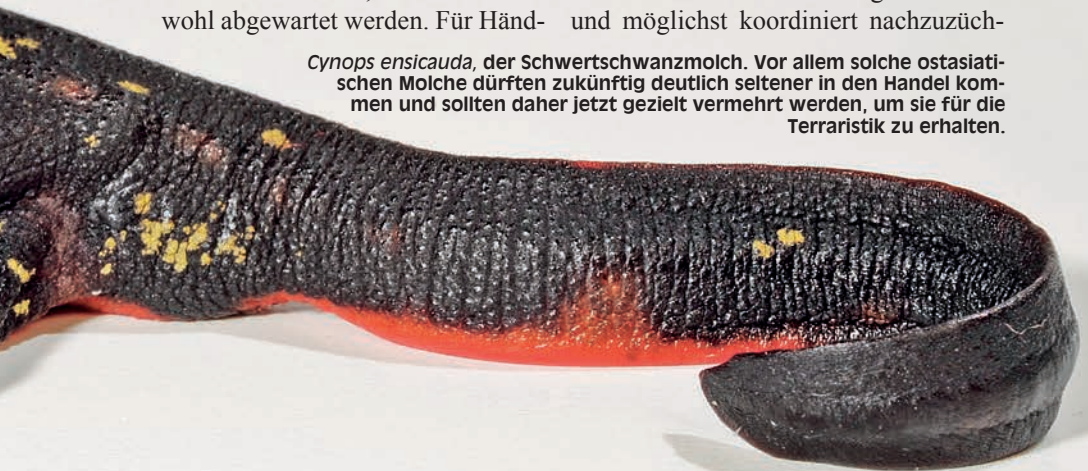 wohl abgewartet werden. Für Händ-
und möglichst koordiniert nachzuzüch-
Cynops ensicauda, der Schwertschwanzmolch. Vor allem solche ostasiati-
schen Molche dürften zukünftig deutlich seltener in den Handel kom-
men und sollten daher jetzt gezielt vermehrt werden, um sie für die
Terraristik zu erhalten.